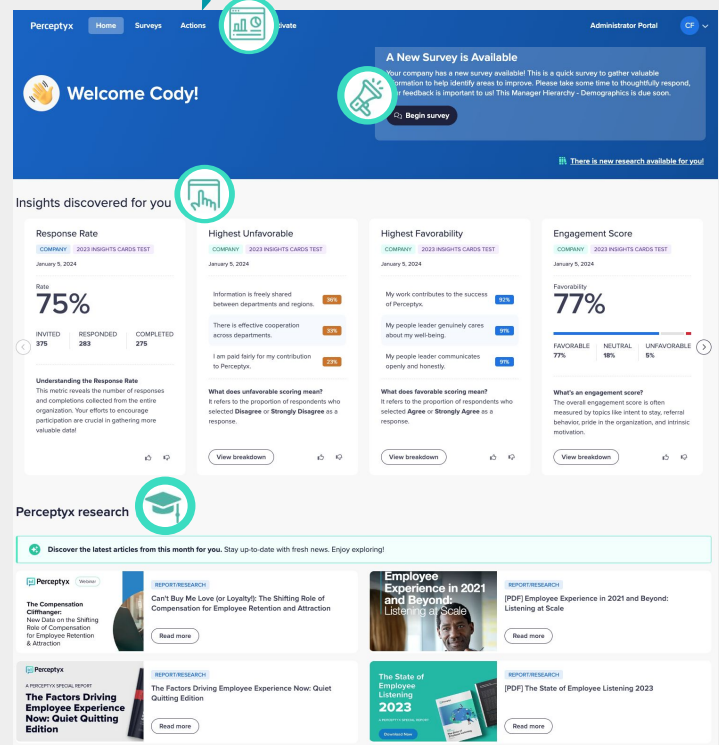 Perceptyx Home Surveys Actions Administrator Portal CF
Welcome Cody!
A New Survey is Available
Your company has a new survey available! This is a quick survey to gather valuable
to help identify areas to improve. Please take some time to thoughtfully respond,
feedback is important to us! This Manager Hierarchy - Demographics is due soon.
Begin survey
There is new research available for you!
Insights discovered for you
Response Rate
COMPANY 2023 INSIGHTS CARDS TEST
January 5, 2024
Rate
75%
INVITED RESPONDED COMPLETED
375 283 275
Understanding the Response Rate
This metric reveals the number of responses
and completions collected from the entire
organization. Your efforts to encourage
participation are crucial in gathering more
valuable data!
Highest Unfavorable
COMPANY 2023 INSIGHTS CARDS TEST
January 5, 2024
Information is freely shared
between departments and regions. 36%
There is effective cooperation
across departments. 33%
I am paid fairly for my contribution
to Perceptyx. 23%
What does unfavorable scoring mean?
It refers to the proportion of respondents who
selected Disagree or Strongly Disagree as a
response.
View breakdown
Highest Favorability
COMPANY 2023 INSIGHTS CARDS TEST
January 5, 2024
My work contributes to the success
of Perceptyx. 92%
My people leader genuinely cares
about my well-being. 91%
My people leader communicates
openly and honestly. 91%
What does favorable scoring mean?
It refers to the proportion of respondents who
selected Agree or Strongly Agree as a
response.
View breakdown
Engagement Score
COMPANY 2023 INSIGHTS CARDS TEST
January 5, 2024
Favorability
77%
FAVORABLE NEUTRAL UNFAVORABLE
77% 18% 5%
What's an engagement score?
The overall engagement score is often
measured by topics like intent to stay, referral
behavior, pride in the organization, and intrinsic
motivation.
View breakdown
Perceptyx research
Discover the latest articles from this month for you. Stay up-to-date with fresh news. Enjoy exploring!
Perceptyx Webinar
The Compensation
Cliffhanger:
New Data on the Shifting
Role of Compensation
for Employee Retention
& Attraction
REPORT/RESEARCH
Can't Buy Me Love (or Loyalty!): The Shifting Role of
Compensation for Employee Retention and Attraction
Read more
Employee
Experience in 2021
and Beyond:
Listening at Scale
REPORT/RESEARCH
[PDF] Employee Experience in 2021 and Beyond:
Listening at Scale
Read more
Perceptyx
A PERCEPTYX SPECIAL REPORT
The Factors Driving
Employee Experience
Now: Quiet Quitting
Edition
REPORT/RESEARCH
The Factors Driving Employee Experience Now: Quiet
Quitting Edition
Read more
The State of
Employee
Listening
2023
A PERCEPTYX SPECIAL REPORT
Download Now
REPORT/RESEARCH
[PDF] The State of Employee Listening 2023
Read more